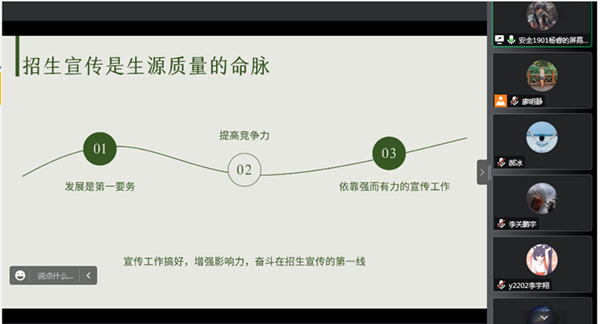 招生宣传是生源质量的命脉
01
发展是第一要务
提高竞争力
02
03
依靠强而有力的宣传工作
宣传工作搞好，增强影响力，奋斗在招生宣传的第一线
说点什么...
安全1901杨睿的屏幕...
廖明静
郝冰
李关鹏宇
y2202李宇翔